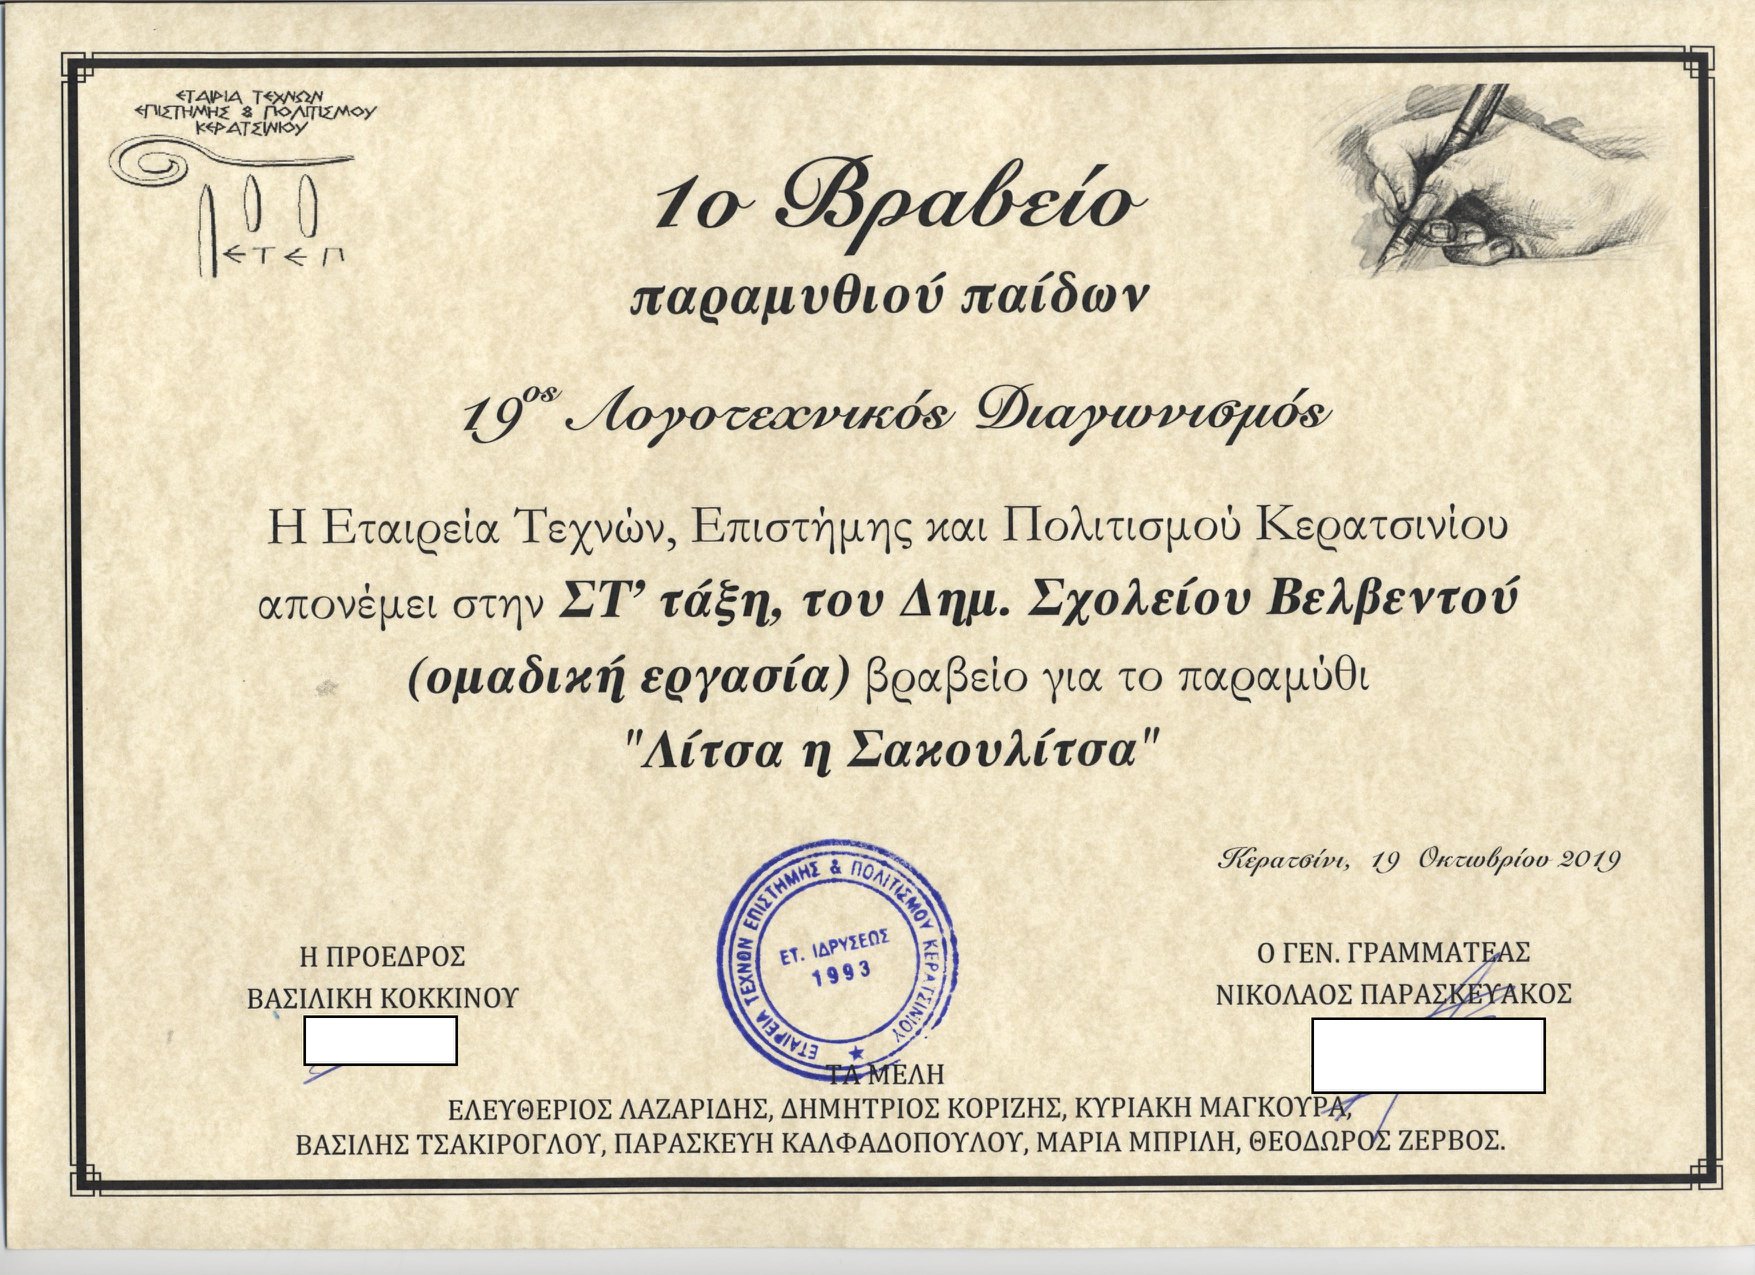 ΕΤΑΙΡΙΑ ΤΕΧΝΩΝ
ΕΠΙΣΤΗΜΗΣ & ΠΟΛΙΤΙΣΜΟΥ
ΚΕΡΑΤΣΙΝΙΟΥ
ΕΤΕΠ
1ο Βραβείο
παραμυθιού παίδων
19ος Λογοτεχνικός Διαγωνισμός
Η Εταιρεία Τεχνών, Επιστήμης και Πολιτισμού Κερατσινίου
απονέμει στην ΣΤ’ τάξη, του Δημ. Σχολείου Βελβεντού
(ομαδική εργασία) βραβείο για το παραμύθι
"Λίτσα η Σακουλίτσα"
Κερατσίνι, 19 Οκτωβρίου 2019
ΕΤΑΙΡΕΙΑ ΤΕΧΝΩΝ ΕΠΙΣΤΗΜΗΣ & ΠΟΛΙΤΙΣΜΟΥ ΚΕΡΑΤΣΙΝΙΟΥ
ΕΤ. ΙΔΡΥΣΕΩΣ
1993
Η ΠΡΟΕΔΡΟΣ
ΒΑΣΙΛΙΚΗ ΚΟΚΚΙΝΟΥ
Ο ΓΕΝ. ΓΡΑΜΜΑΤΕΑΣ
ΝΙΚΟΛΑΟΣ ΠΑΡΑΣΚΕΥΑΚΟΣ
ΤΑ ΜΕΛΗ
ΕΛΕΥΘΕΡΙΟΣ ΛΑΖΑΡΙΔΗΣ, ΔΗΜΗΤΡΙΟΣ ΚΟΡΙΖΗΣ, ΚΥΡΙΑΚΗ ΜΑΓΚΟΥΡΑ,
ΒΑΣΙΛΗΣ ΤΣΑΚΙΡΟΓΛΟΥ, ΠΑΡΑΣΚΕΥΗ ΚΑΛΦΑΔΟΠΟΥΛΟΥ, ΜΑΡΙΑ ΜΠΡΙΛΗ, ΘΕΟΔΩΡΟΣ ΖΕΡΒΟΣ.